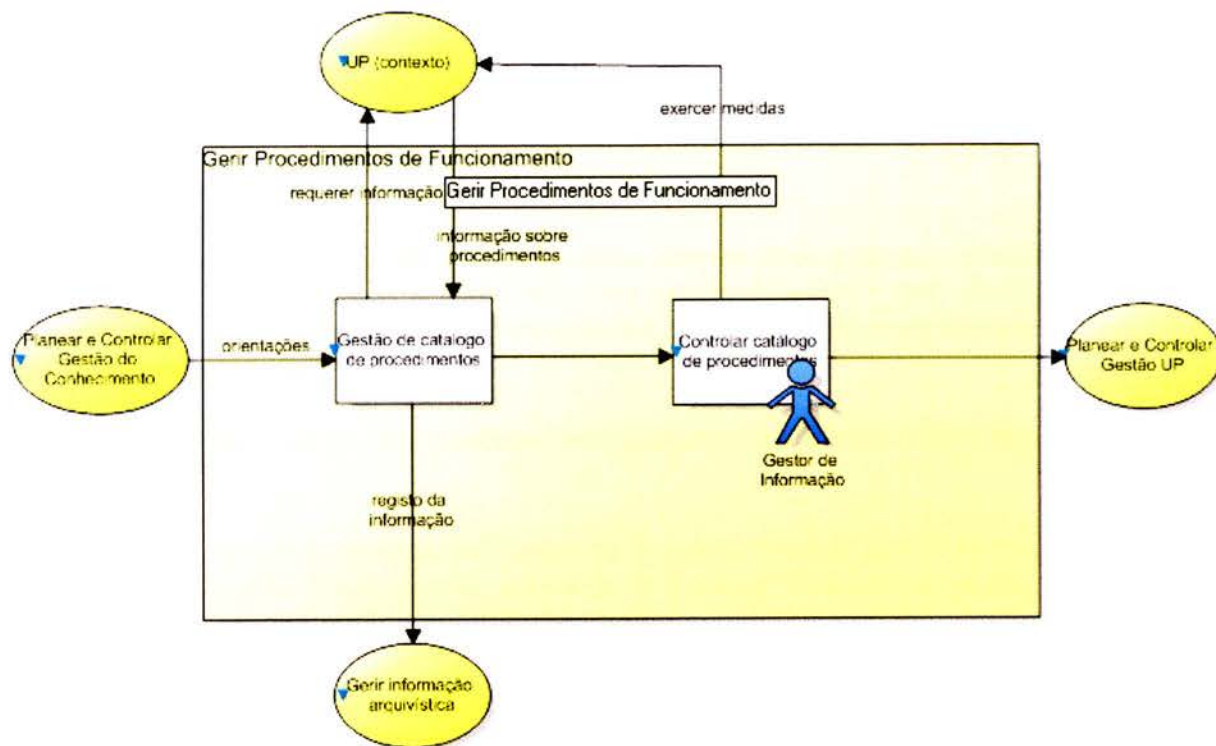 UP (contexto)
exercer medidas
Gerir Procedimentos de Funcionamento
requerer informação
Gerir Procedimentos de Funcionamento
informação sobre
procedimentos
Planear e Controlar
Gestão do
Conhecimento
orientações
Gestão de catalogo
de procedimentos
Controlar catálogo
de procedimentos
Planear e Controlar
Gestão UP
Gestor de
Informação
registo da
informação
Gerir informação
arquivística